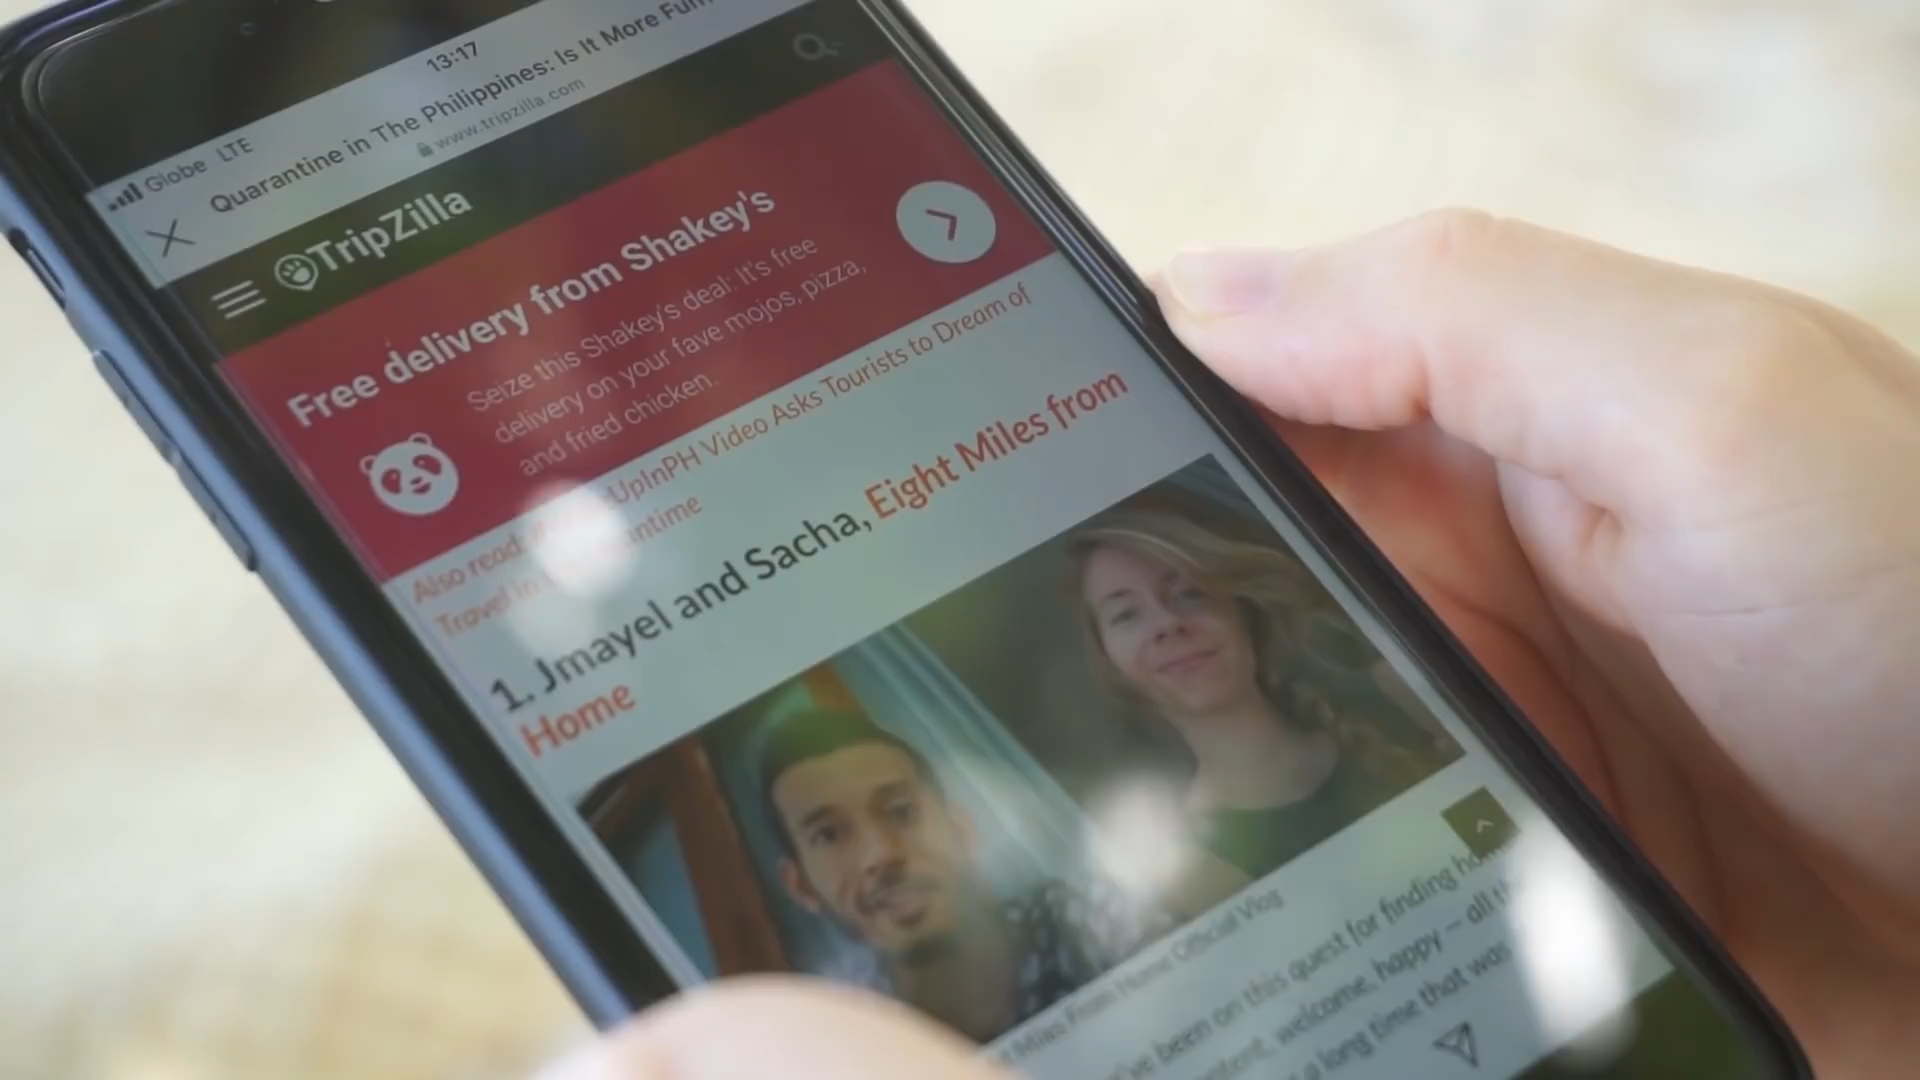 13:17
Globe LTE
Quarantine in The Philippines: Is It More Fun
www.tripzilla.com
TripZilla
Free delivery from Shakey's
Seize this Shakey's deal: It's free
delivery on your fave mojos, pizza,
and fried chicken.
Also read: UpInPH Video Asks Tourists to Dream of
Travel in
1. Jmayel and Sacha, Eight Miles from
Home
Miles From Home Official Vlog
've been on this quest for finding
welcome, happy – all
a long time that was